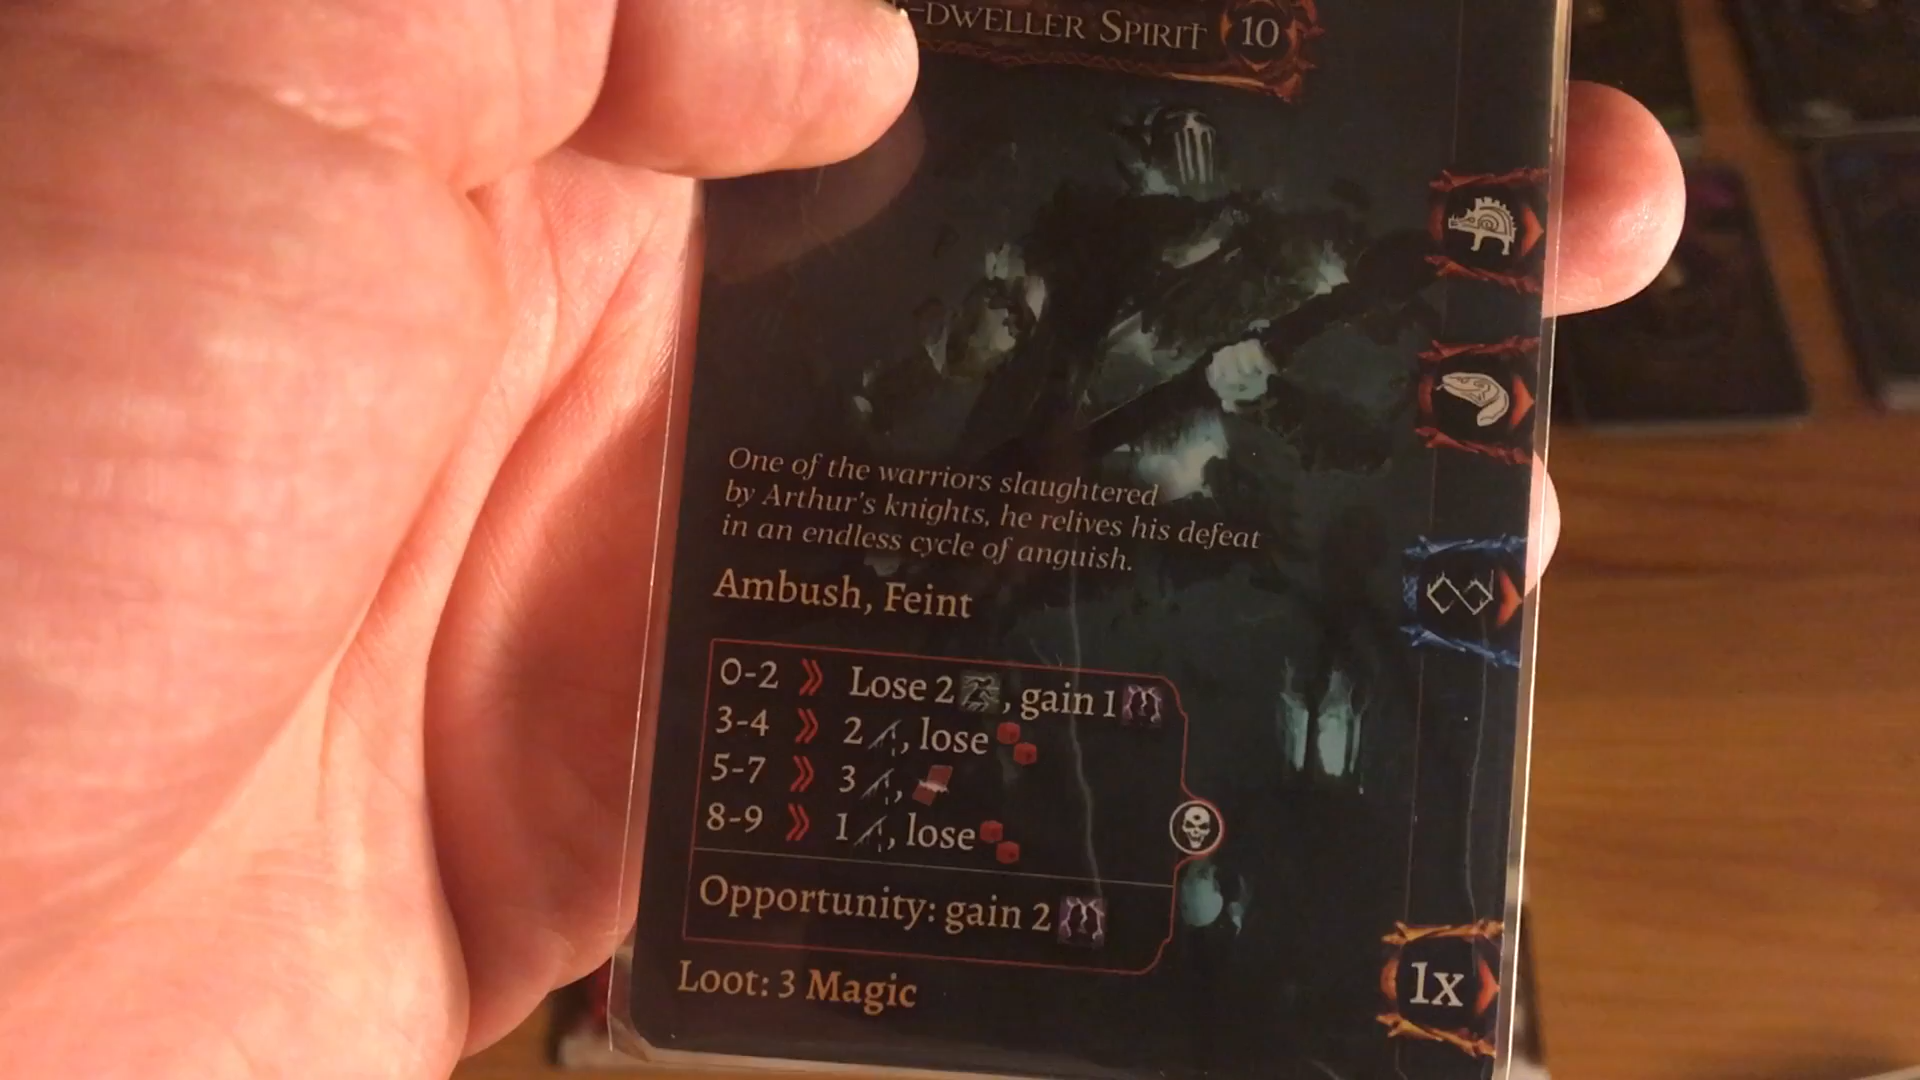 -DWELLER SPIRIT 10
One of the warriors slaughtered
by Arthur's knights, he relives his defeat
in an endless cycle of anguish.
Ambush, Feint
0-2 » Lose 2 , gain 1
3-4 » 2 , lose
5-7 » 3 ,
8-9 » 1 , lose
Opportunity: gain 2
Loot: 3 Magic
1x